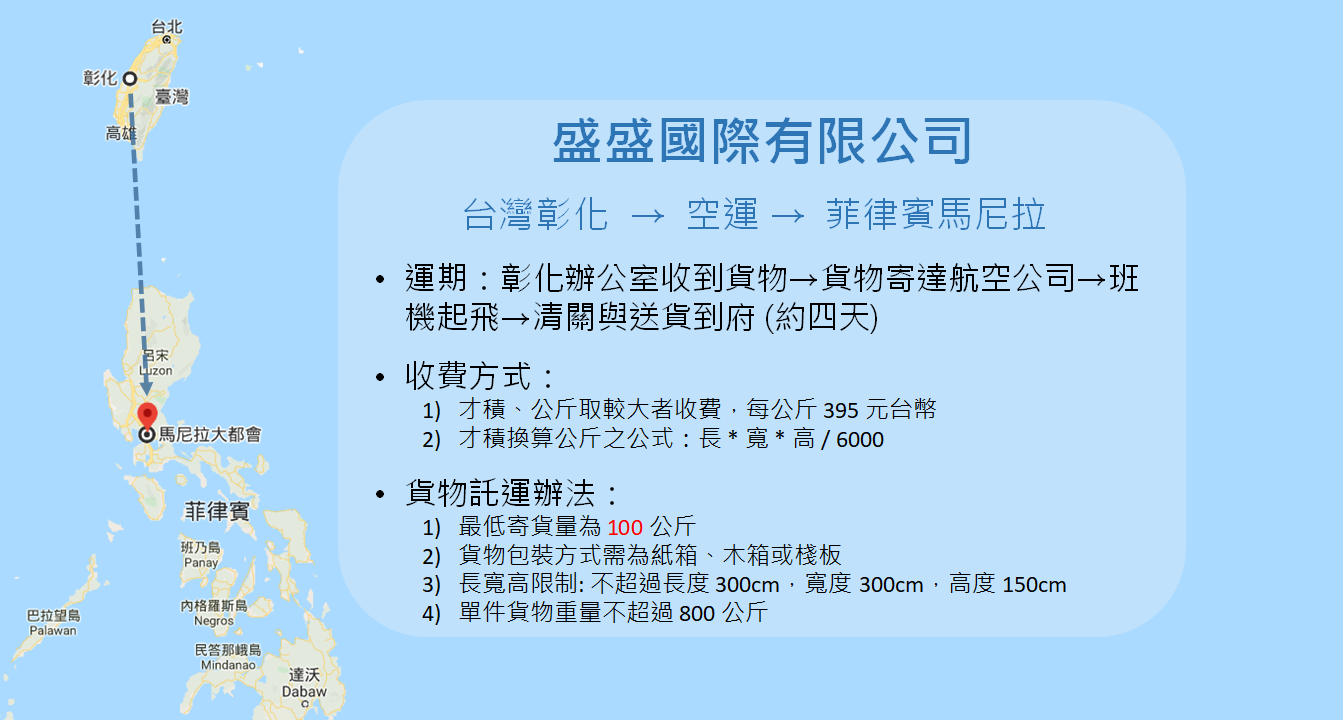 台北
彰化
臺灣
高雄
盛盛國際有限公司
台灣彰化 → 空運 → 菲律賓馬尼拉
• 運期：彰化辦公室收到貨物→貨物寄達航空公司→班
機起飛→清關與送貨到府 (約四天)
• 收費方式：
1) 才積、公斤取較大者收費，每公斤 395 元台幣
2) 才積換算公斤之公式：長 * 寬 * 高 / 6000
• 貨物託運辦法：
1) 最低寄貨量為 100 公斤
2) 貨物包裝方式需為紙箱、木箱或棧板
3) 長寬高限制: 不超過長度 300cm，寬度 300cm，高度 150cm
4) 單件貨物重量不超過 800 公斤
呂宋
Luzon
馬尼拉大都會
菲律賓
班乃島
Panay
內格羅斯島
Negros
巴拉望島
Palawan
民答那峨島
Mindanao
達沃
Dabaw